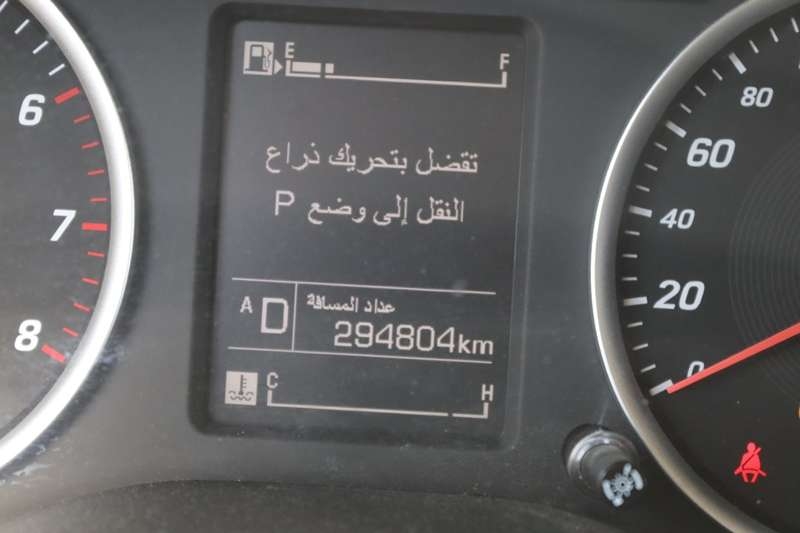 E
F
تفضل بتحريك ذراع
النقل إلى وضع P
A D عداد المسافة
294804km
C
H
6
7
8
80
60
40
20
0